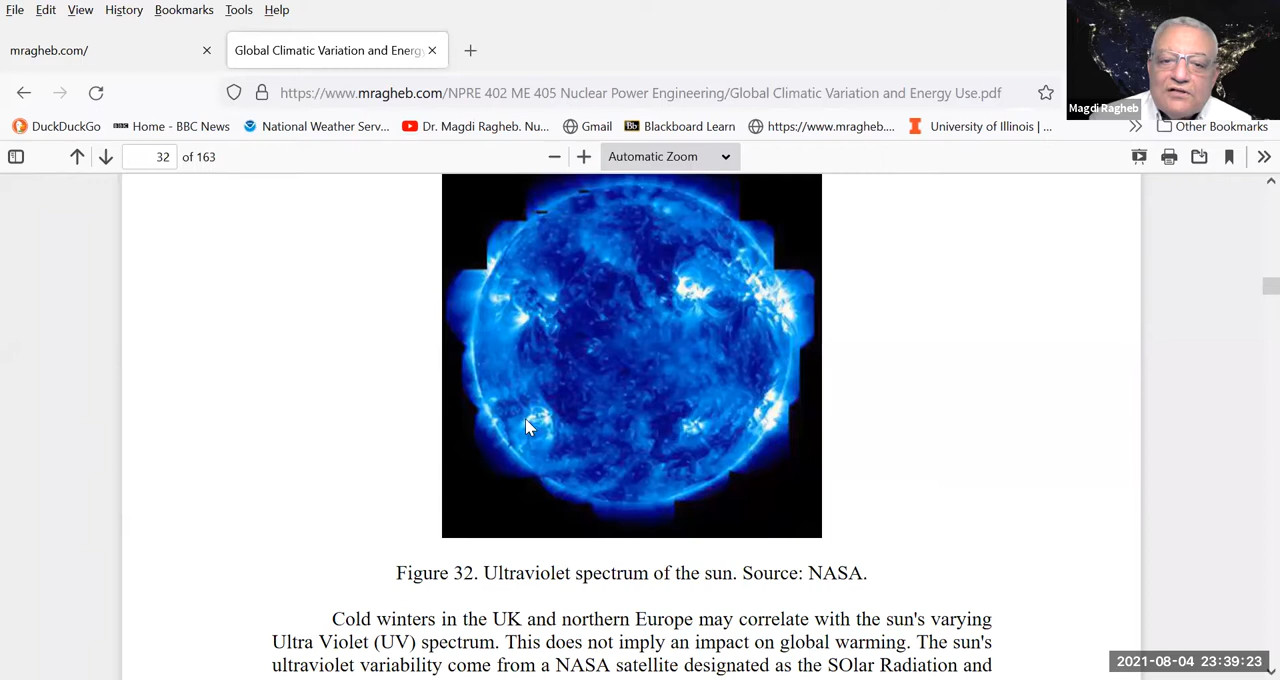 File Edit View History Bookmarks Tools Help
mragheb.com/ × Global Climatic Variation and Energ × +
https://www.mragheb.com/NPRE 402 ME 405 Nuclear Power Engineering/Global Climatic Variation and Energy Use.pdf
Magdi Ragheb
DuckDuckGo BBC Home - BBC News National Weather Serv... Dr. Magdi Ragheb. Nu... Gmail Bb Blackboard Learn https://www.mragheb.... University of Illinois | ... Other Bookmarks
32 of 163 Automatic Zoom
Figure 32. Ultraviolet spectrum of the sun. Source: NASA.
Cold winters in the UK and northern Europe may correlate with the sun's varying
Ultra Violet (UV) spectrum. This does not imply an impact on global warming. The sun's
ultraviolet variability come from a NASA satellite designated as the SOlar Radiation and
2021-08-04 23:39:23